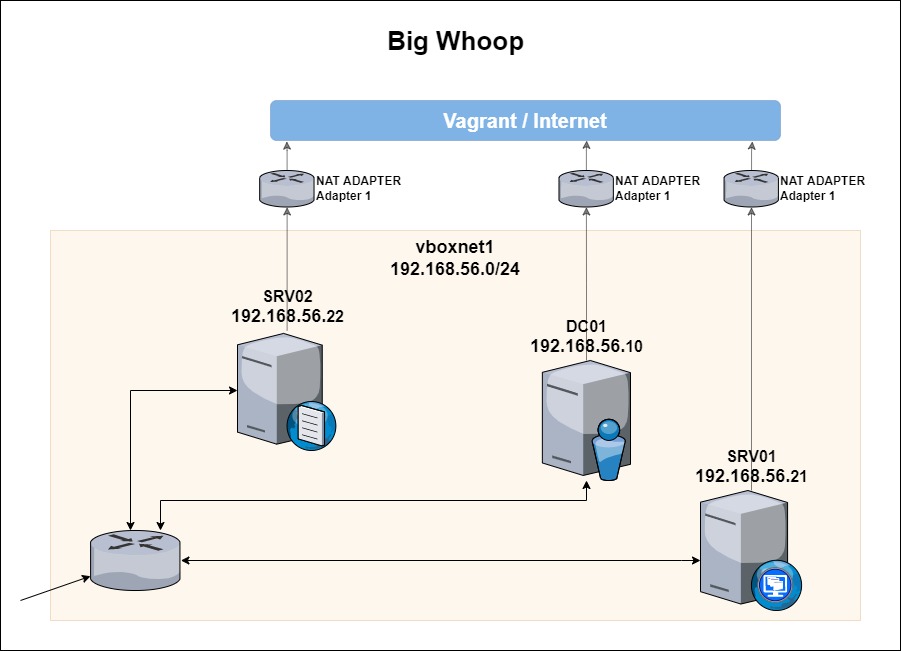 Big Whoop
Vagrant / Internet
NAT ADAPTER
Adapter 1
NAT ADAPTER
Adapter 1
NAT ADAPTER
Adapter 1
vboxnet1
192.168.56.0/24
SRV02
192.168.56.22
DC01
192.168.56.10
SRV01
192.168.56.21